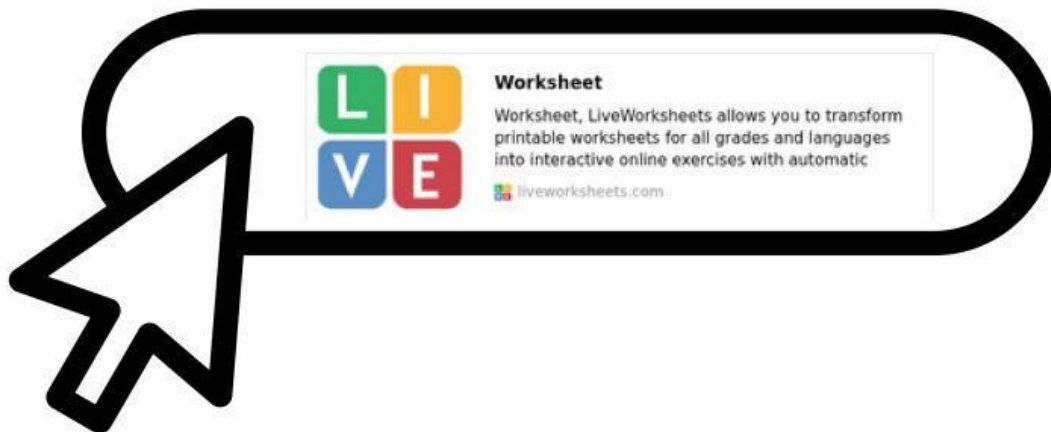 LIVE
Worksheet
Worksheet, LiveWorksheets allows you to transform
printable worksheets for all grades and languages
into interactive online exercises with automatic
liveworksheets.com